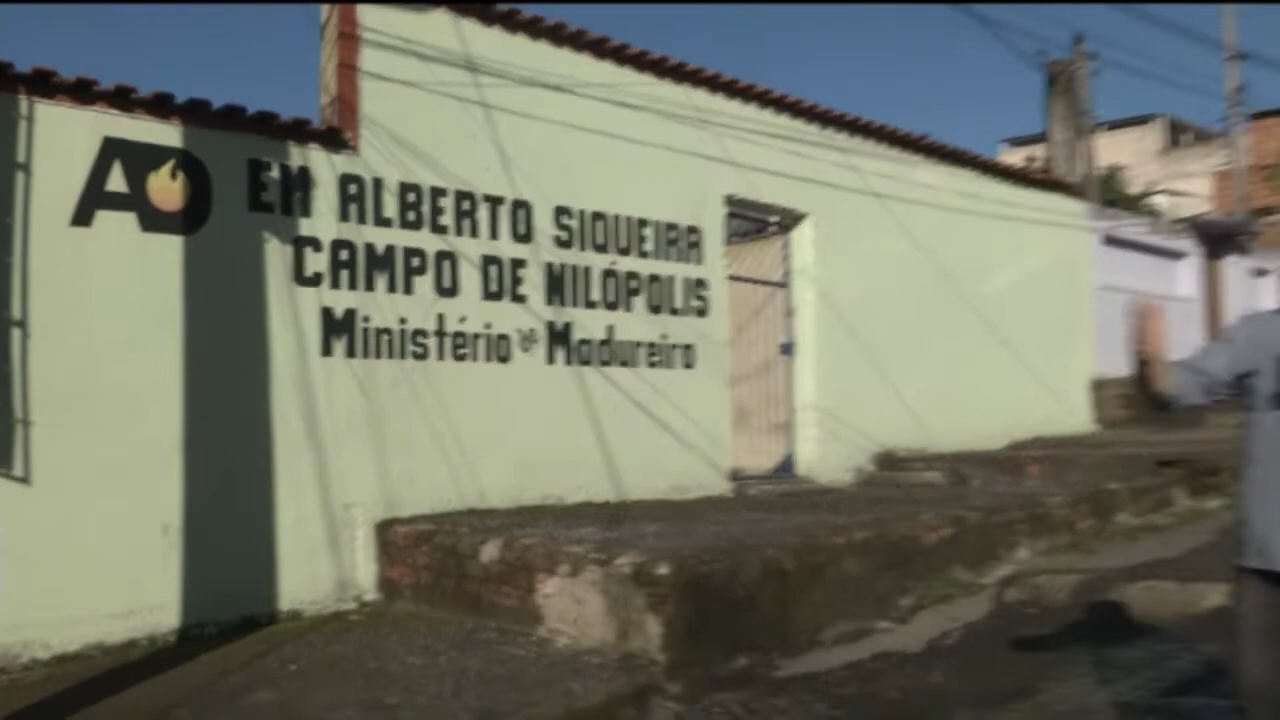 AD EM ALBERTO SIQUEIRA
CAMPO DE NILÓPOLIS
Ministério de Madureira